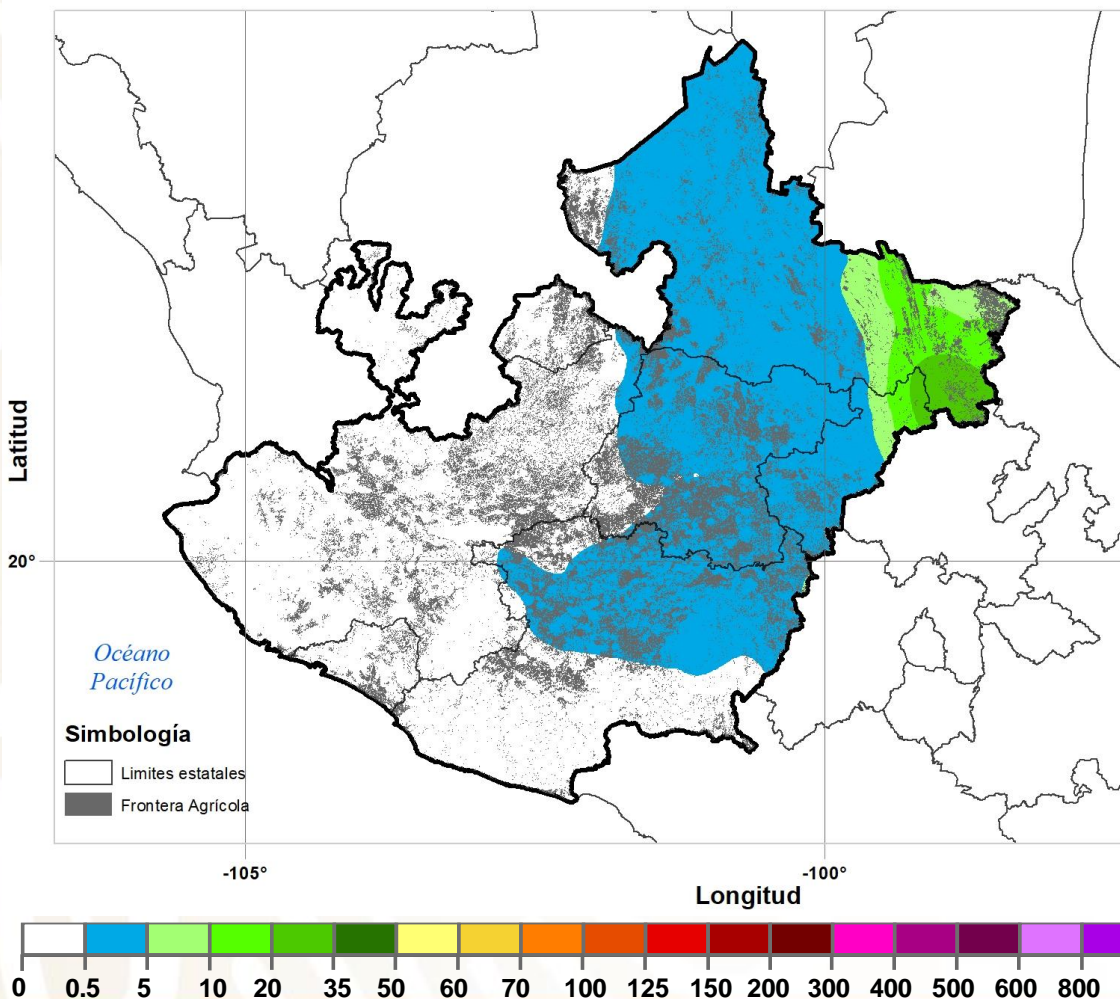 Latitud
20°
Océano
Pacífico
Simbología
Limites estatales
Frontera Agrícola
-105°
-100°
Longitud
0 0.5 5 10 20 35 50 60 70 100 125 150 200 300 400 500 600 800